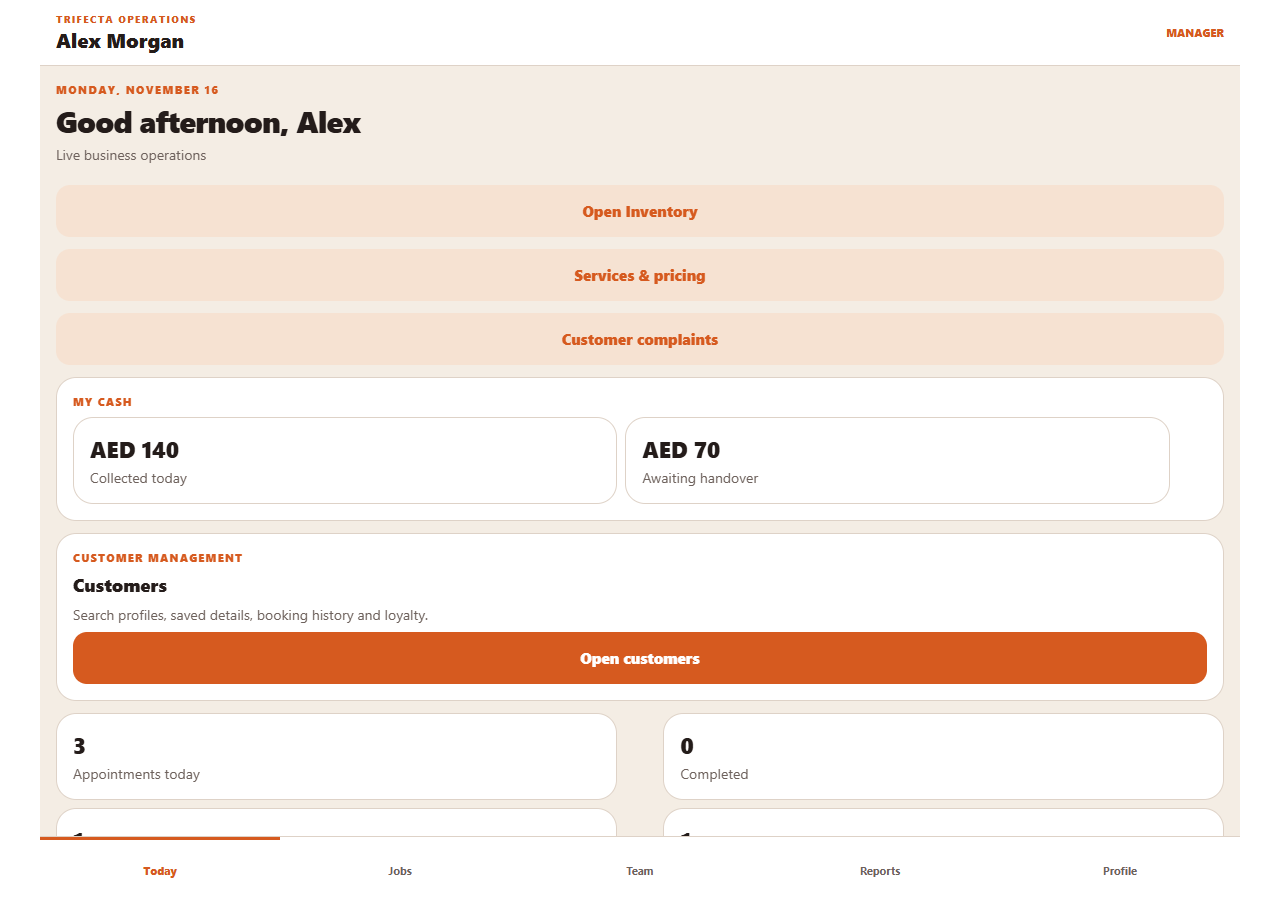 TRIFECTA OPERATIONS
Alex Morgan
MANAGER
MONDAY, NOVEMBER 16
Good afternoon, Alex
Live business operations
Open Inventory
Services & pricing
Customer complaints
MY CASH
AED 140
Collected today
AED 70
Awaiting handover
CUSTOMER MANAGEMENT
Customers
Search profiles, saved details, booking history and loyalty.
Open customers
3
Appointments today
0
Completed
Today
Jobs
Team
Reports
Profile